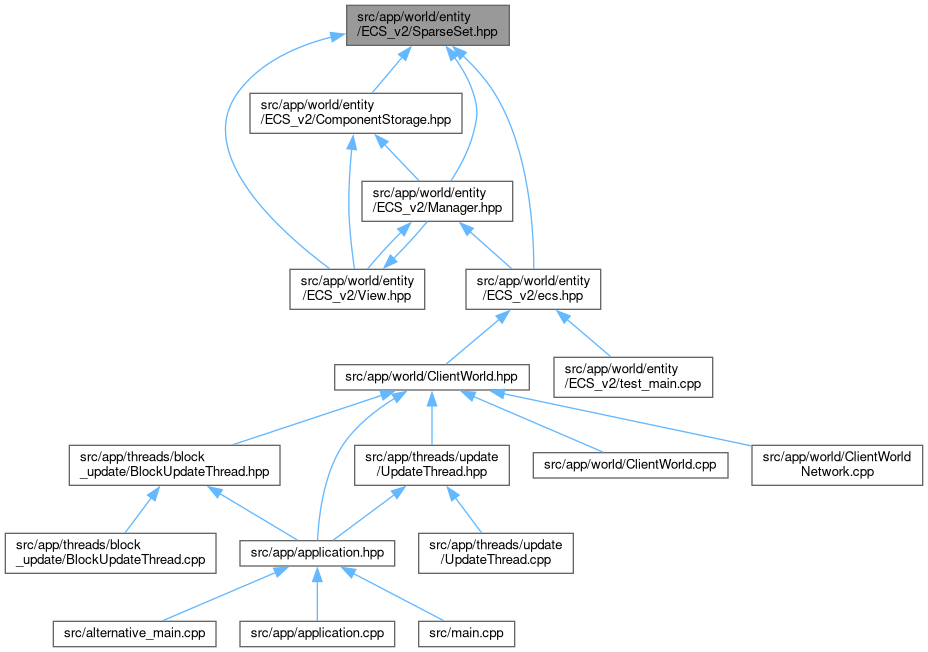 src/app/world/entity
/ECS_v2/SparseSet.hpp
src/app/world/entity
/ECS_v2/ComponentStorage.hpp
src/app/world/entity
/ECS_v2/Manager.hpp
src/app/world/entity
/ECS_v2/View.hpp
src/app/world/entity
/ECS_v2/ecs.hpp
src/app/world/ClientWorld.hpp
src/app/world/entity
/ECS_v2/test_main.cpp
src/app/threads/block
_update/BlockUpdateThread.hpp
src/app/threads/update
/UpdateThread.hpp
src/app/world/ClientWorld.cpp
src/app/world/ClientWorld
Network.cpp
src/app/threads/block
_update/BlockUpdateThread.cpp
src/app/application.hpp
src/app/threads/update
/UpdateThread.cpp
src/alternative_main.cpp
src/app/application.cpp
src/main.cpp